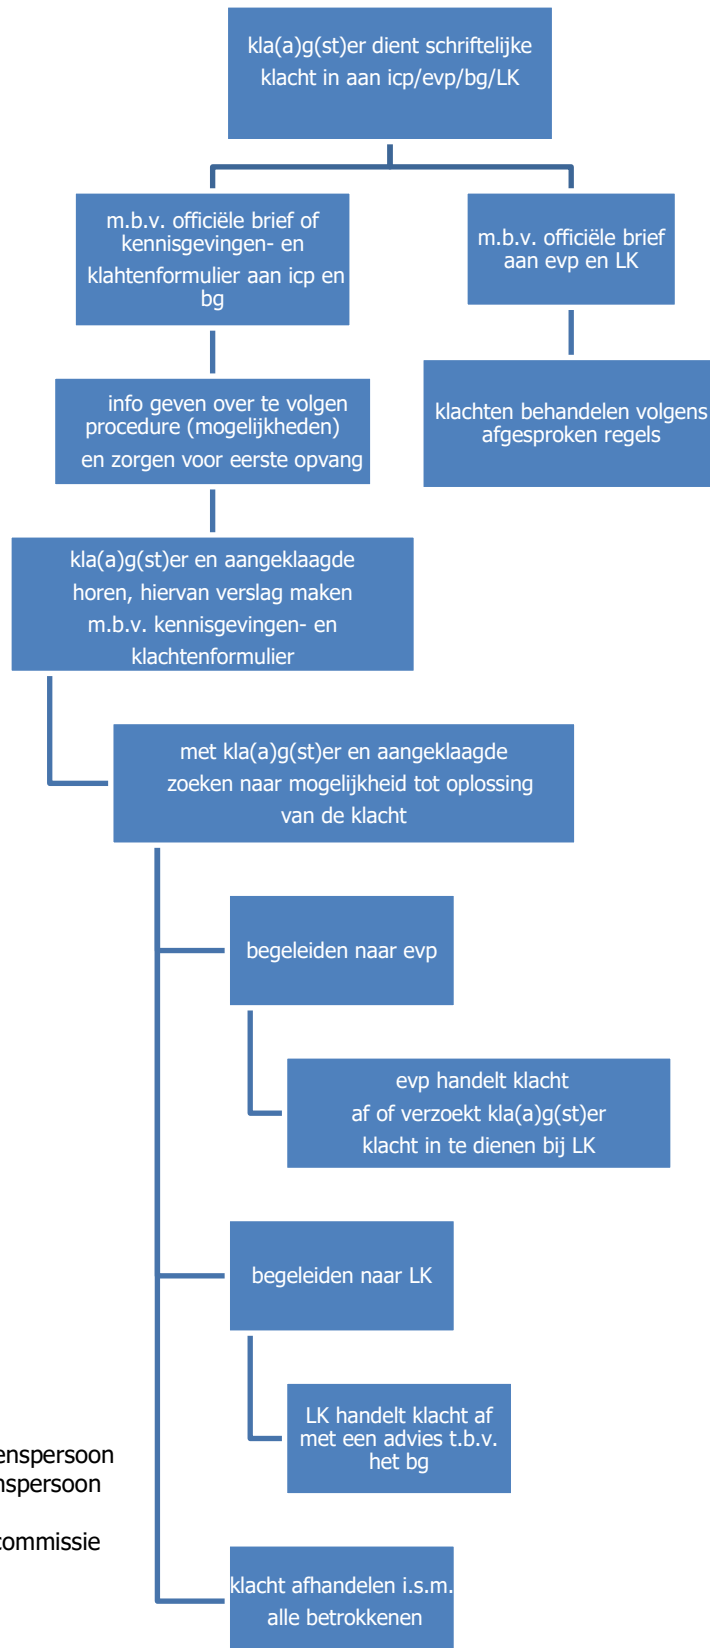 kla(a)g(st)er dient schriftelijke
klacht in aan icp/evp/bg/LK
m.b.v. officiële brief of
kennisgevingen- en
klahtenformulier aan icp en
bg
m.b.v. officiële brief
aan evp en LK
info geven over te volgen
procedure (mogelijkheden)
en zorgen voor eerste opvang
klachten behandelen volgens
afgesproken regels
kla(a)g(st)er en aangeklaagde
horen, hiervan verslag maken
m.b.v. kennisgevingen- en
klachtenformulier
met kla(a)g(st)er en aangeklaagde
zoeken naar mogelijkheid tot oplossing
van de klacht
begeleiden naar evp
evp handelt klacht
af of verzoekt kla(a)g(st)er
klacht in te dienen bij LK
begeleiden naar LK
LK handelt klacht af
met een advies t.b.v.
het bg
enspersoon
nspersoon
commissie
klacht afhandelen i.s.m.
alle betrokkenen